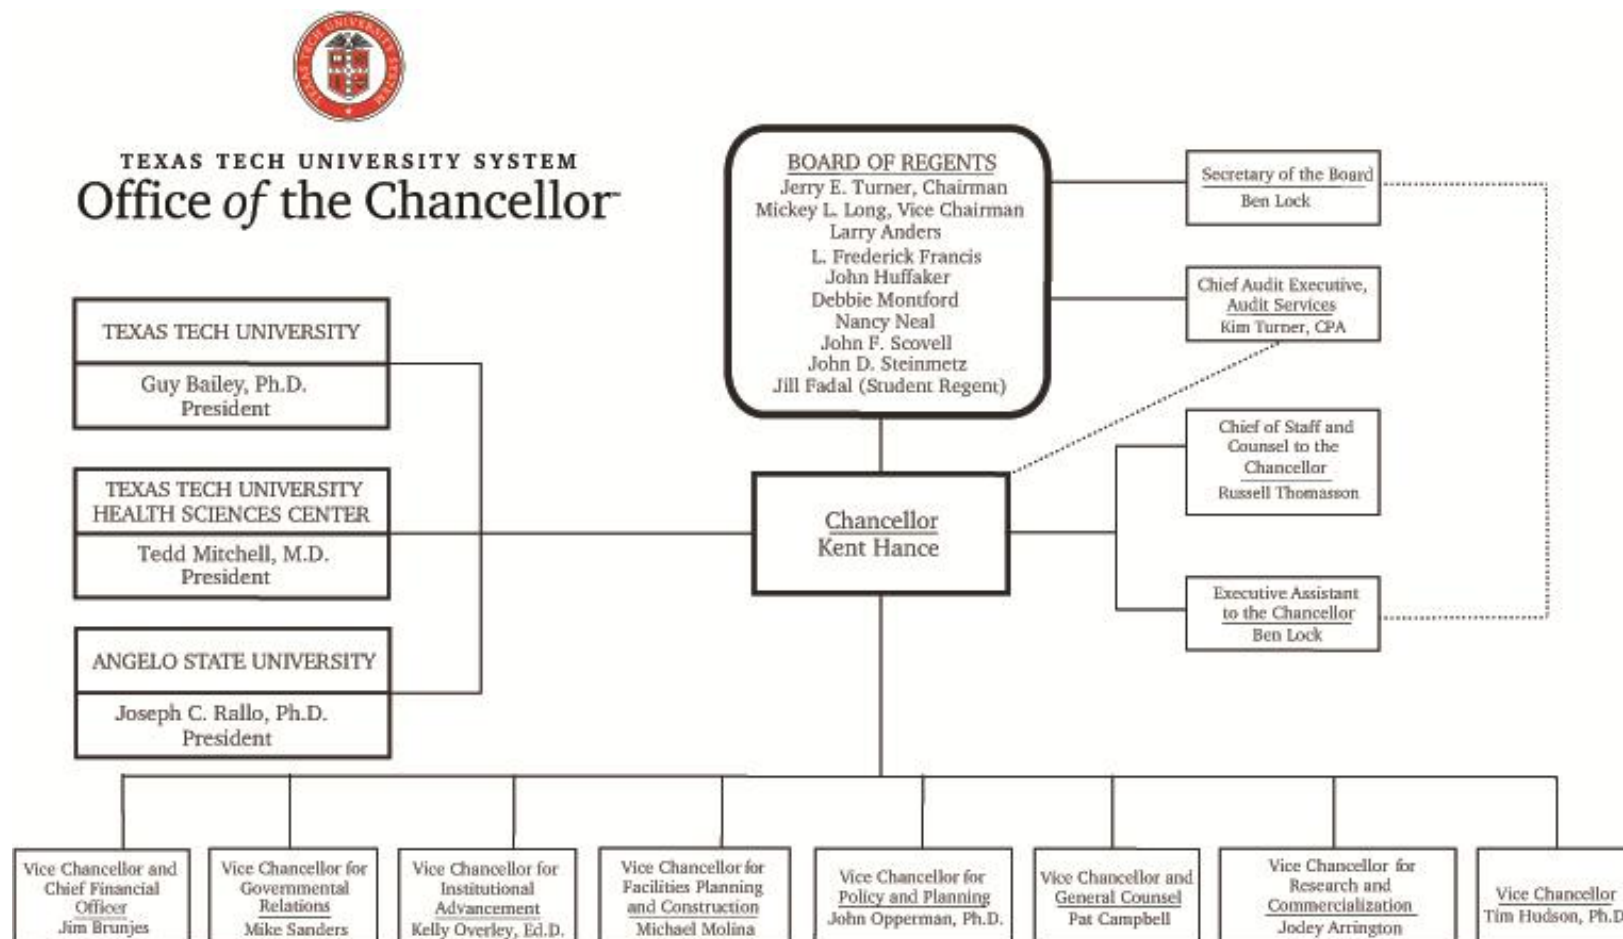 TEXAS TECH UNIVERSITY SYSTEM
TEXAS TECH UNIVERSITY SYSTEM
Office of the Chancellor
BOARD OF REGENTS
Jerry E. Turner, Chairman
Mickey L. Long, Vice Chairman
Larry Anders
L. Frederick Francis
John Huffaker
Debbie Montford
Nancy Neal
John F. Scovell
John D. Steinmetz
Jill Fadal (Student Regent)
Secretary of the Board
Ben Lock
Chief Audit Executive,
Audit Services
Kim Turner, CPA
TEXAS TECH UNIVERSITY
Guy Bailey, Ph.D.
President
TEXAS TECH UNIVERSITY
HEALTH SCIENCES CENTER
Tedd Mitchell, M.D.
President
ANGELO STATE UNIVERSITY
Joseph C. Rallo, Ph.D.
President
Chancellor
Kent Hance
Chief of Staff and
Counsel to the
Chancellor
Russell Thomasson
Executive Assistant
to the Chancellor
Ben Lock
Vice Chancellor and
Chief Financial
Officer
Jim Brunjes
Vice Chancellor for
Governmental
Relations
Mike Sanders
Vice Chancellor for
Institutional
Advancement
Kelly Overley, Ed.D.
Vice Chancellor for
Facilities Planning
and Construction
Michael Molina
Vice Chancellor for
Policy and Planning
John Opperman, Ph.D.
Vice Chancellor and
General Counsel
Pat Campbell
Vice Chancellor for
Research and
Commercialization
Jodey Arrington
Vice Chancellor
Tim Hudson, Ph.D